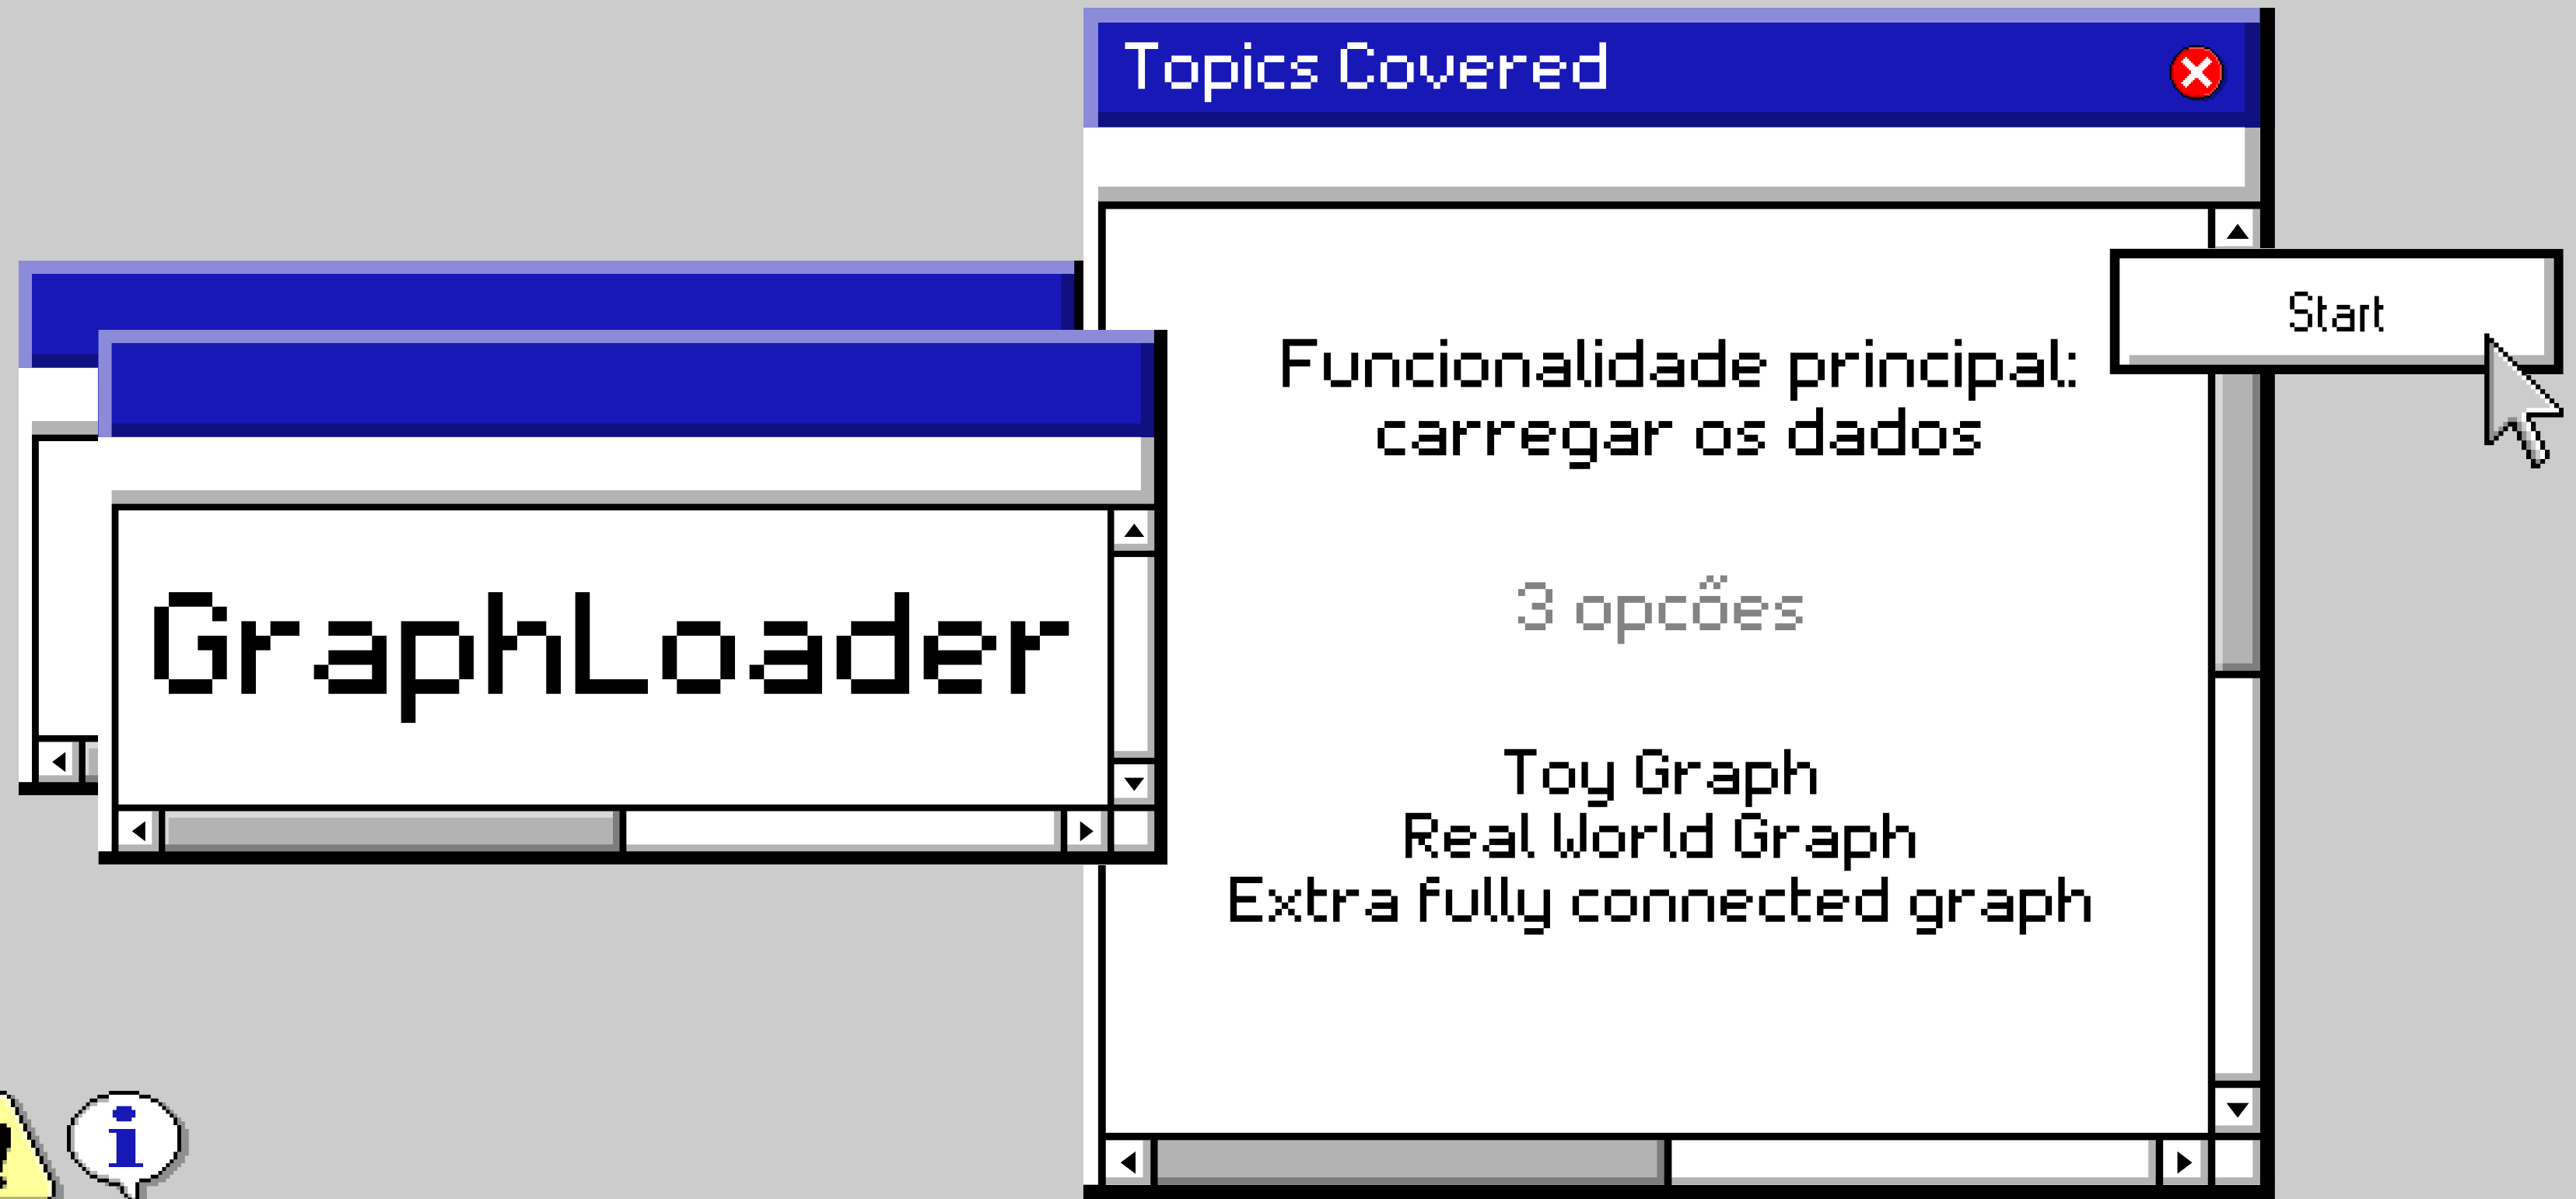 Topics Covered
Start
GraphLoader
Funcionalidade principal:
carregar os dados
3 opcőes
Toy Graph
Real World Graph
Extra fully connected graph